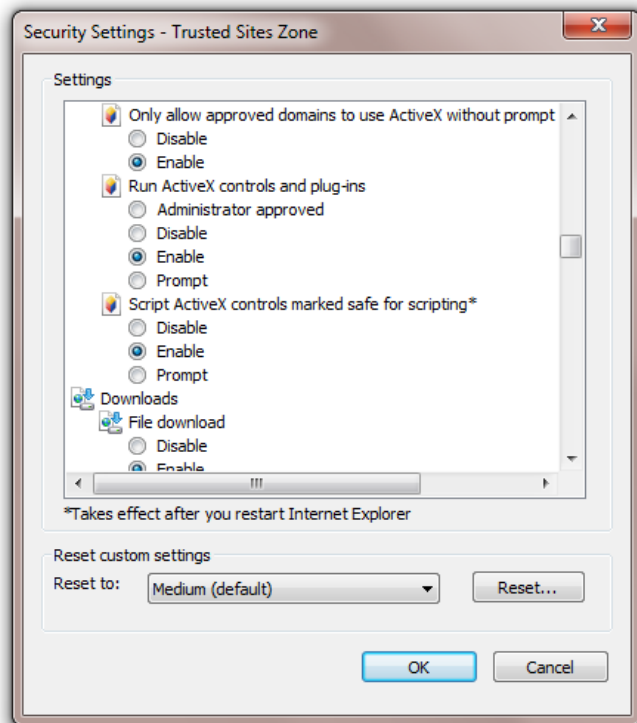 Security Settings - Trusted Sites Zone
Settings
Only allow approved domains to use ActiveX without prompt
Disable
Enable
Run ActiveX controls and plug-ins
Administrator approved
Disable
Enable
Prompt
Script ActiveX controls marked safe for scripting*
Disable
Enable
Prompt
Downloads
File download
Disable
Enable
*Takes effect after you restart Internet Explorer
Reset custom settings
Reset to: Medium (default) Reset...
OK Cancel